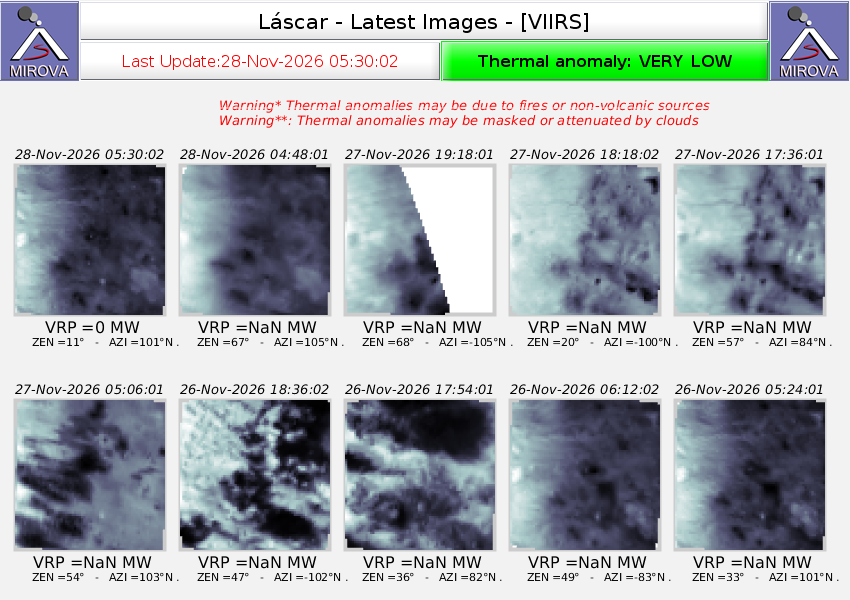 Láscar - Latest Images - [VIIRS]
MIROVA
Last Update:28-Nov-2026 05:30:02
Thermal anomaly: VERY LOW
MIROVA
Warning* Thermal anomalies may be due to fires or non-volcanic sources
Warning**: Thermal anomalies may be masked or attenuated by clouds
28-Nov-2026 05:30:02
28-Nov-2026 04:48:01
27-Nov-2026 19:18:01
27-Nov-2026 18:18:02
27-Nov-2026 17:36:01
VRP =0 MW
VRP =NaN MW
VRP =NaN MW
VRP =NaN MW
VRP =NaN MW
ZEN =11° - AZI =101°N .
ZEN =67° - AZI =105°N .
ZEN =68° - AZI =-105°N .
ZEN =20° - AZI =-100°N .
ZEN =57° - AZI =84°N .
27-Nov-2026 05:06:01
26-Nov-2026 18:36:02
26-Nov-2026 17:54:01
26-Nov-2026 06:12:02
26-Nov-2026 05:24:01
VRP =NaN MW
VRP =NaN MW
VRP =NaN MW
VRP =NaN MW
VRP =NaN MW
ZEN =54° - AZI =103°N .
ZEN =47° - AZI =-102°N .
ZEN =36° - AZI =82°N .
ZEN =49° - AZI =-83°N .
ZEN =33° - AZI =101°N .